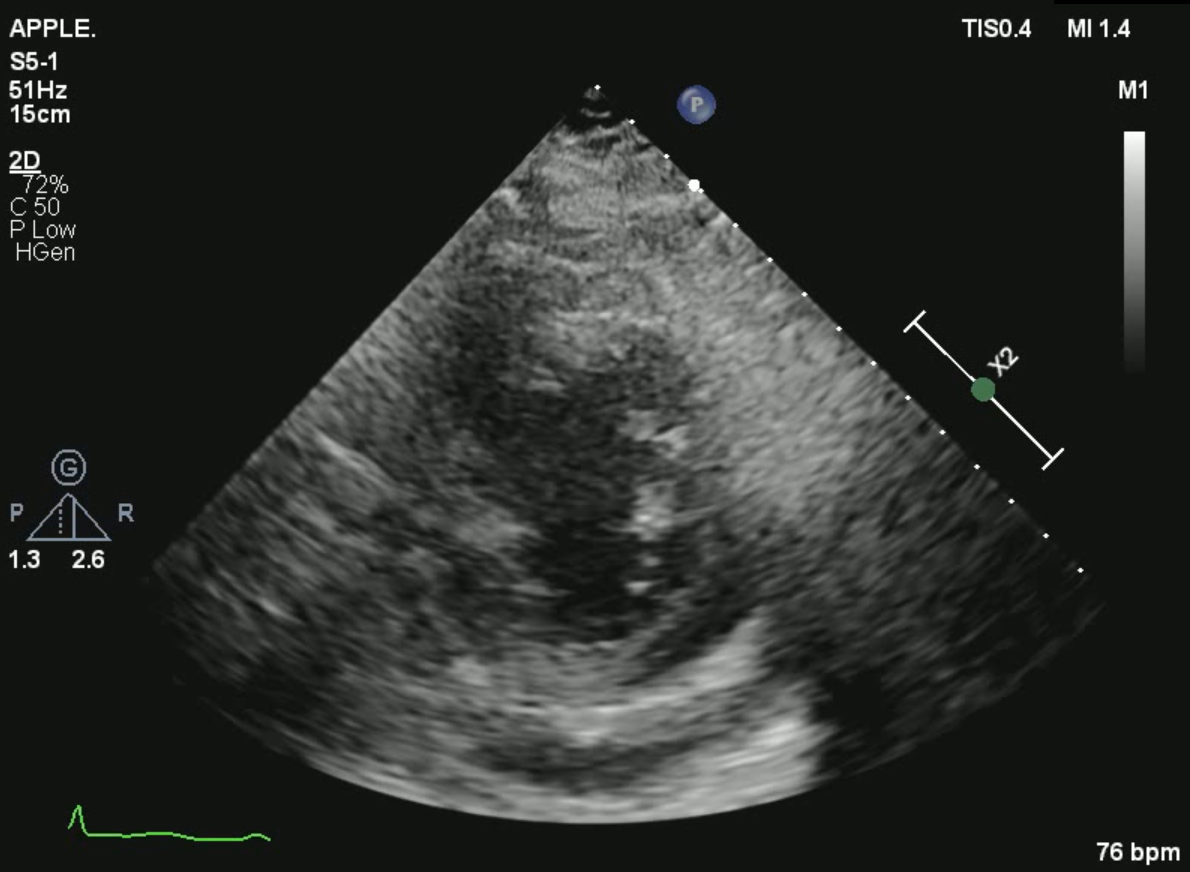 APPLE.
S5-1
51Hz
15cm
2D
72%
C 50
P Low
HGen
TIS0.4 MI 1.4
M1
P
X2
G
P R
1.3 2.6
76 bpm